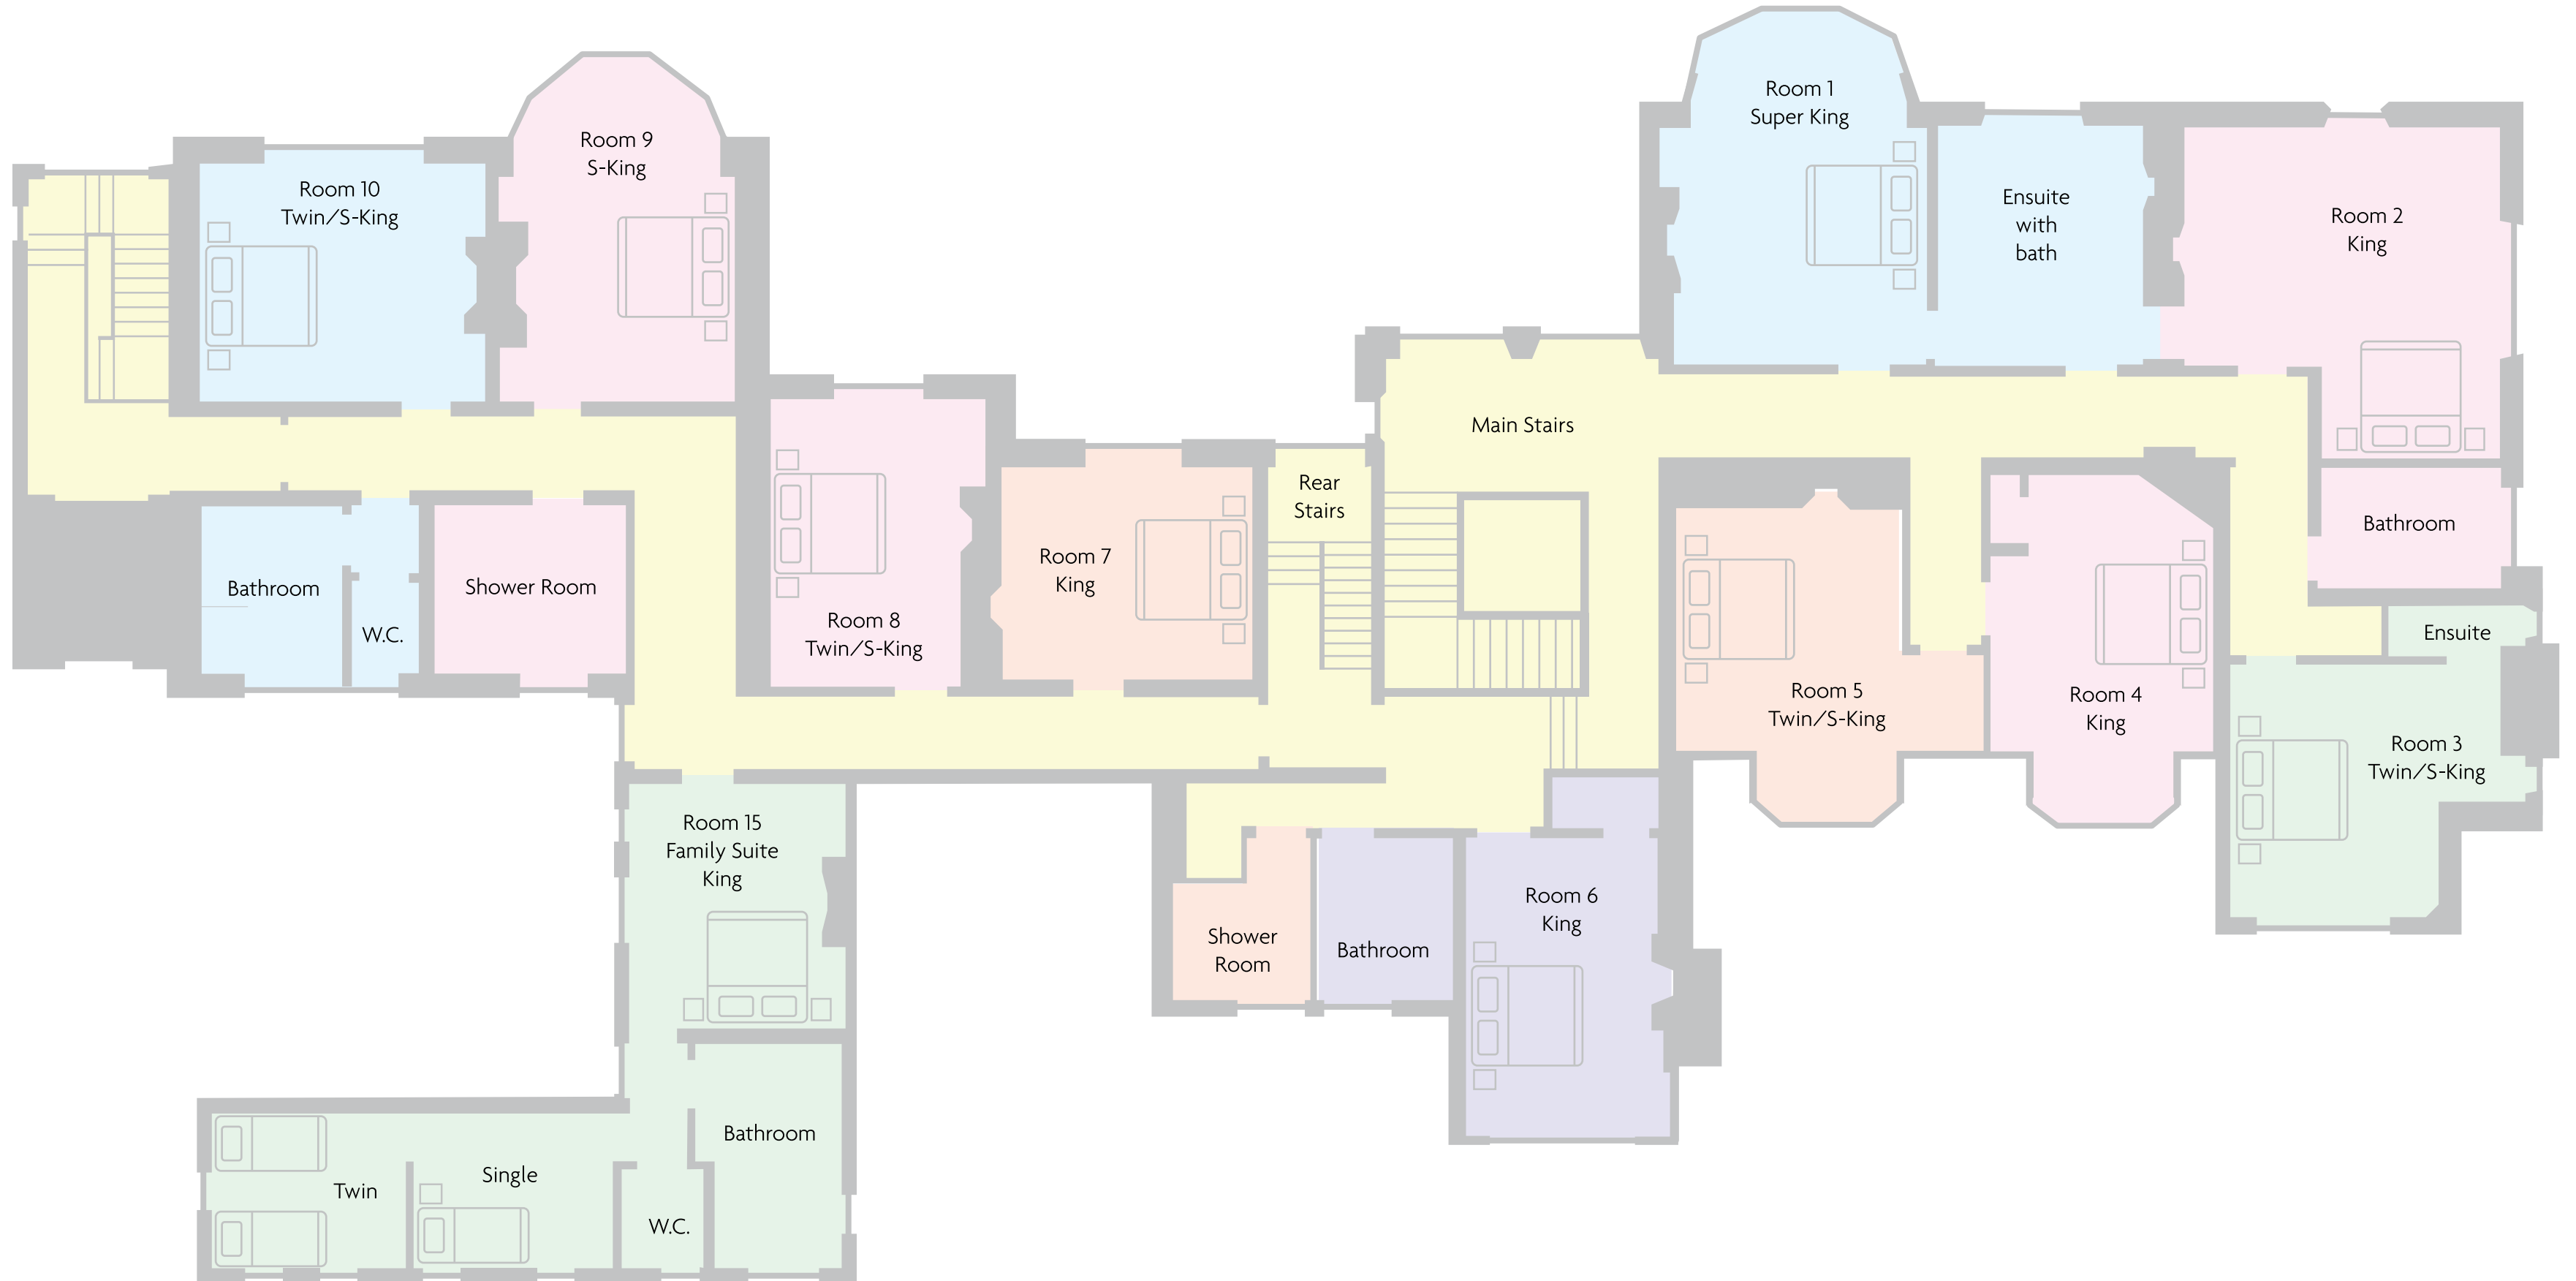 Room 1
Super King
Room 9
S-King
Room 10
Twin/S-King
Ensuite
with
bath
Room 2
King
Main Stairs
Rear
Stairs
Bathroom
Room 7
King
Bathroom
Shower Room
W.C.
Room 8
Twin/S-King
Ensuite
Room 5
Twin/S-King
Room 4
King
Room 3
Twin/S-King
Room 15
Family Suite
King
Room 6
King
Shower
Room
Bathroom
Bathroom
Single
Twin
W.C.